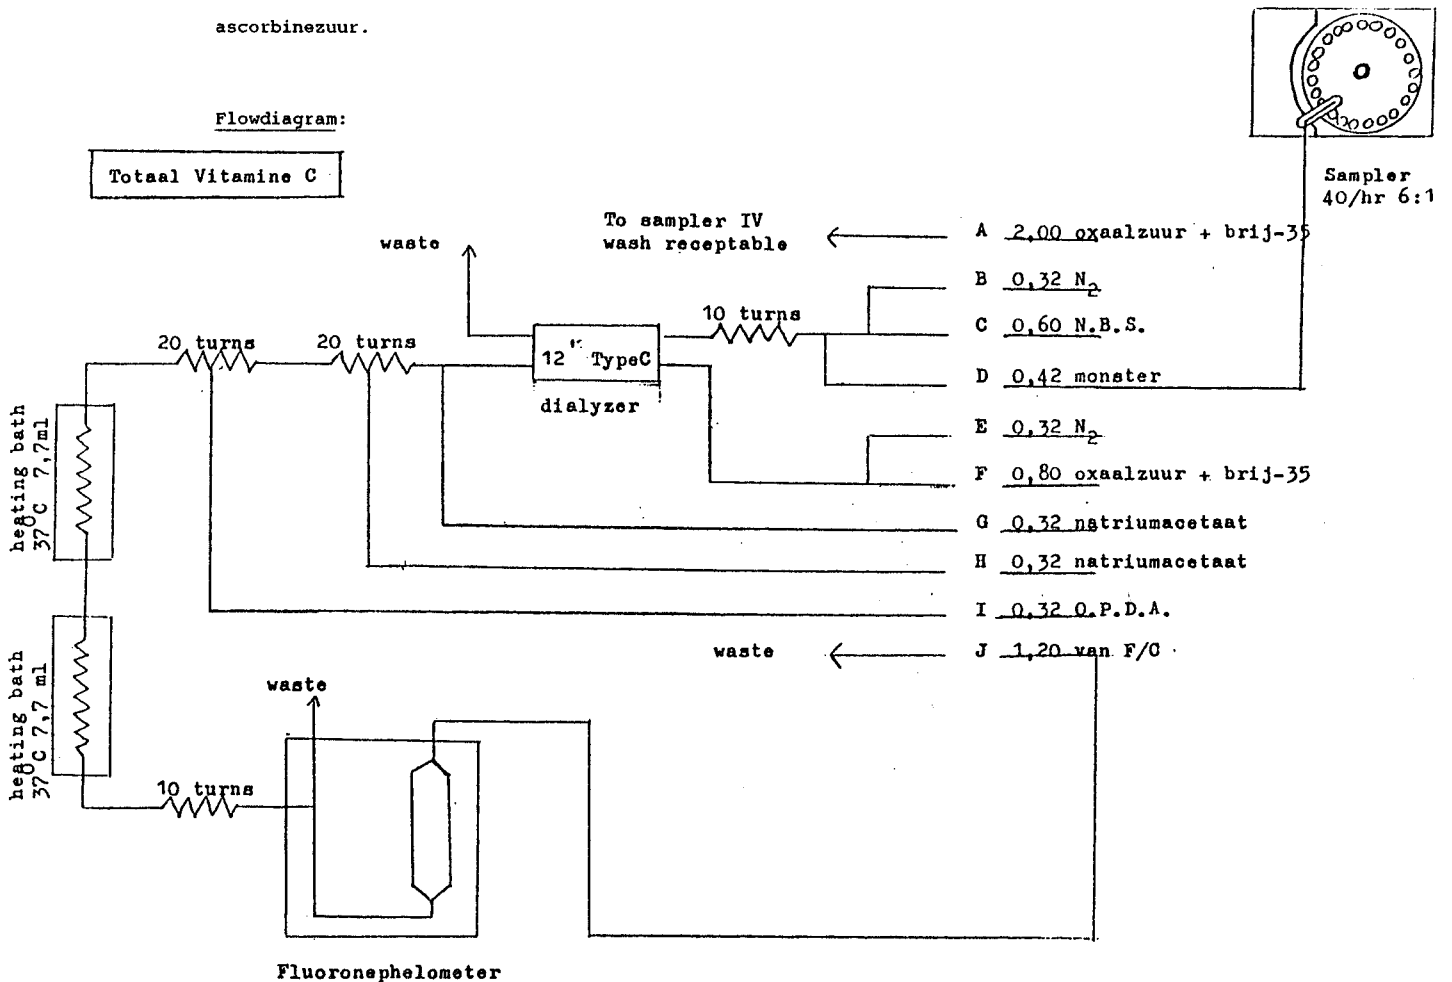 ascorbinezuur.
Flowdiagram:
Totaal Vitamine C
Sampler
40/hr 6:1
To sampler IV
wash receptable
waste
A 2,00 oxaalzuur + brij-35
B 0,32 N2
C 0,60 N.B.S.
D 0,42 monster
E 0,32 N2
F 0,80 oxaalzuur + brij-35
G 0,32 natriumacetaat
H 0,32 natriumacetaat
I 0,32 O.P.D.A.
J 1,20 van F/C
waste
10 turns
12" TypeC
dialyzer
20 turns
20 turns
heating bath
37°C 7,7ml
heating bath
37°C 7,7 ml
10 turns
waste
Fluoronephelometer